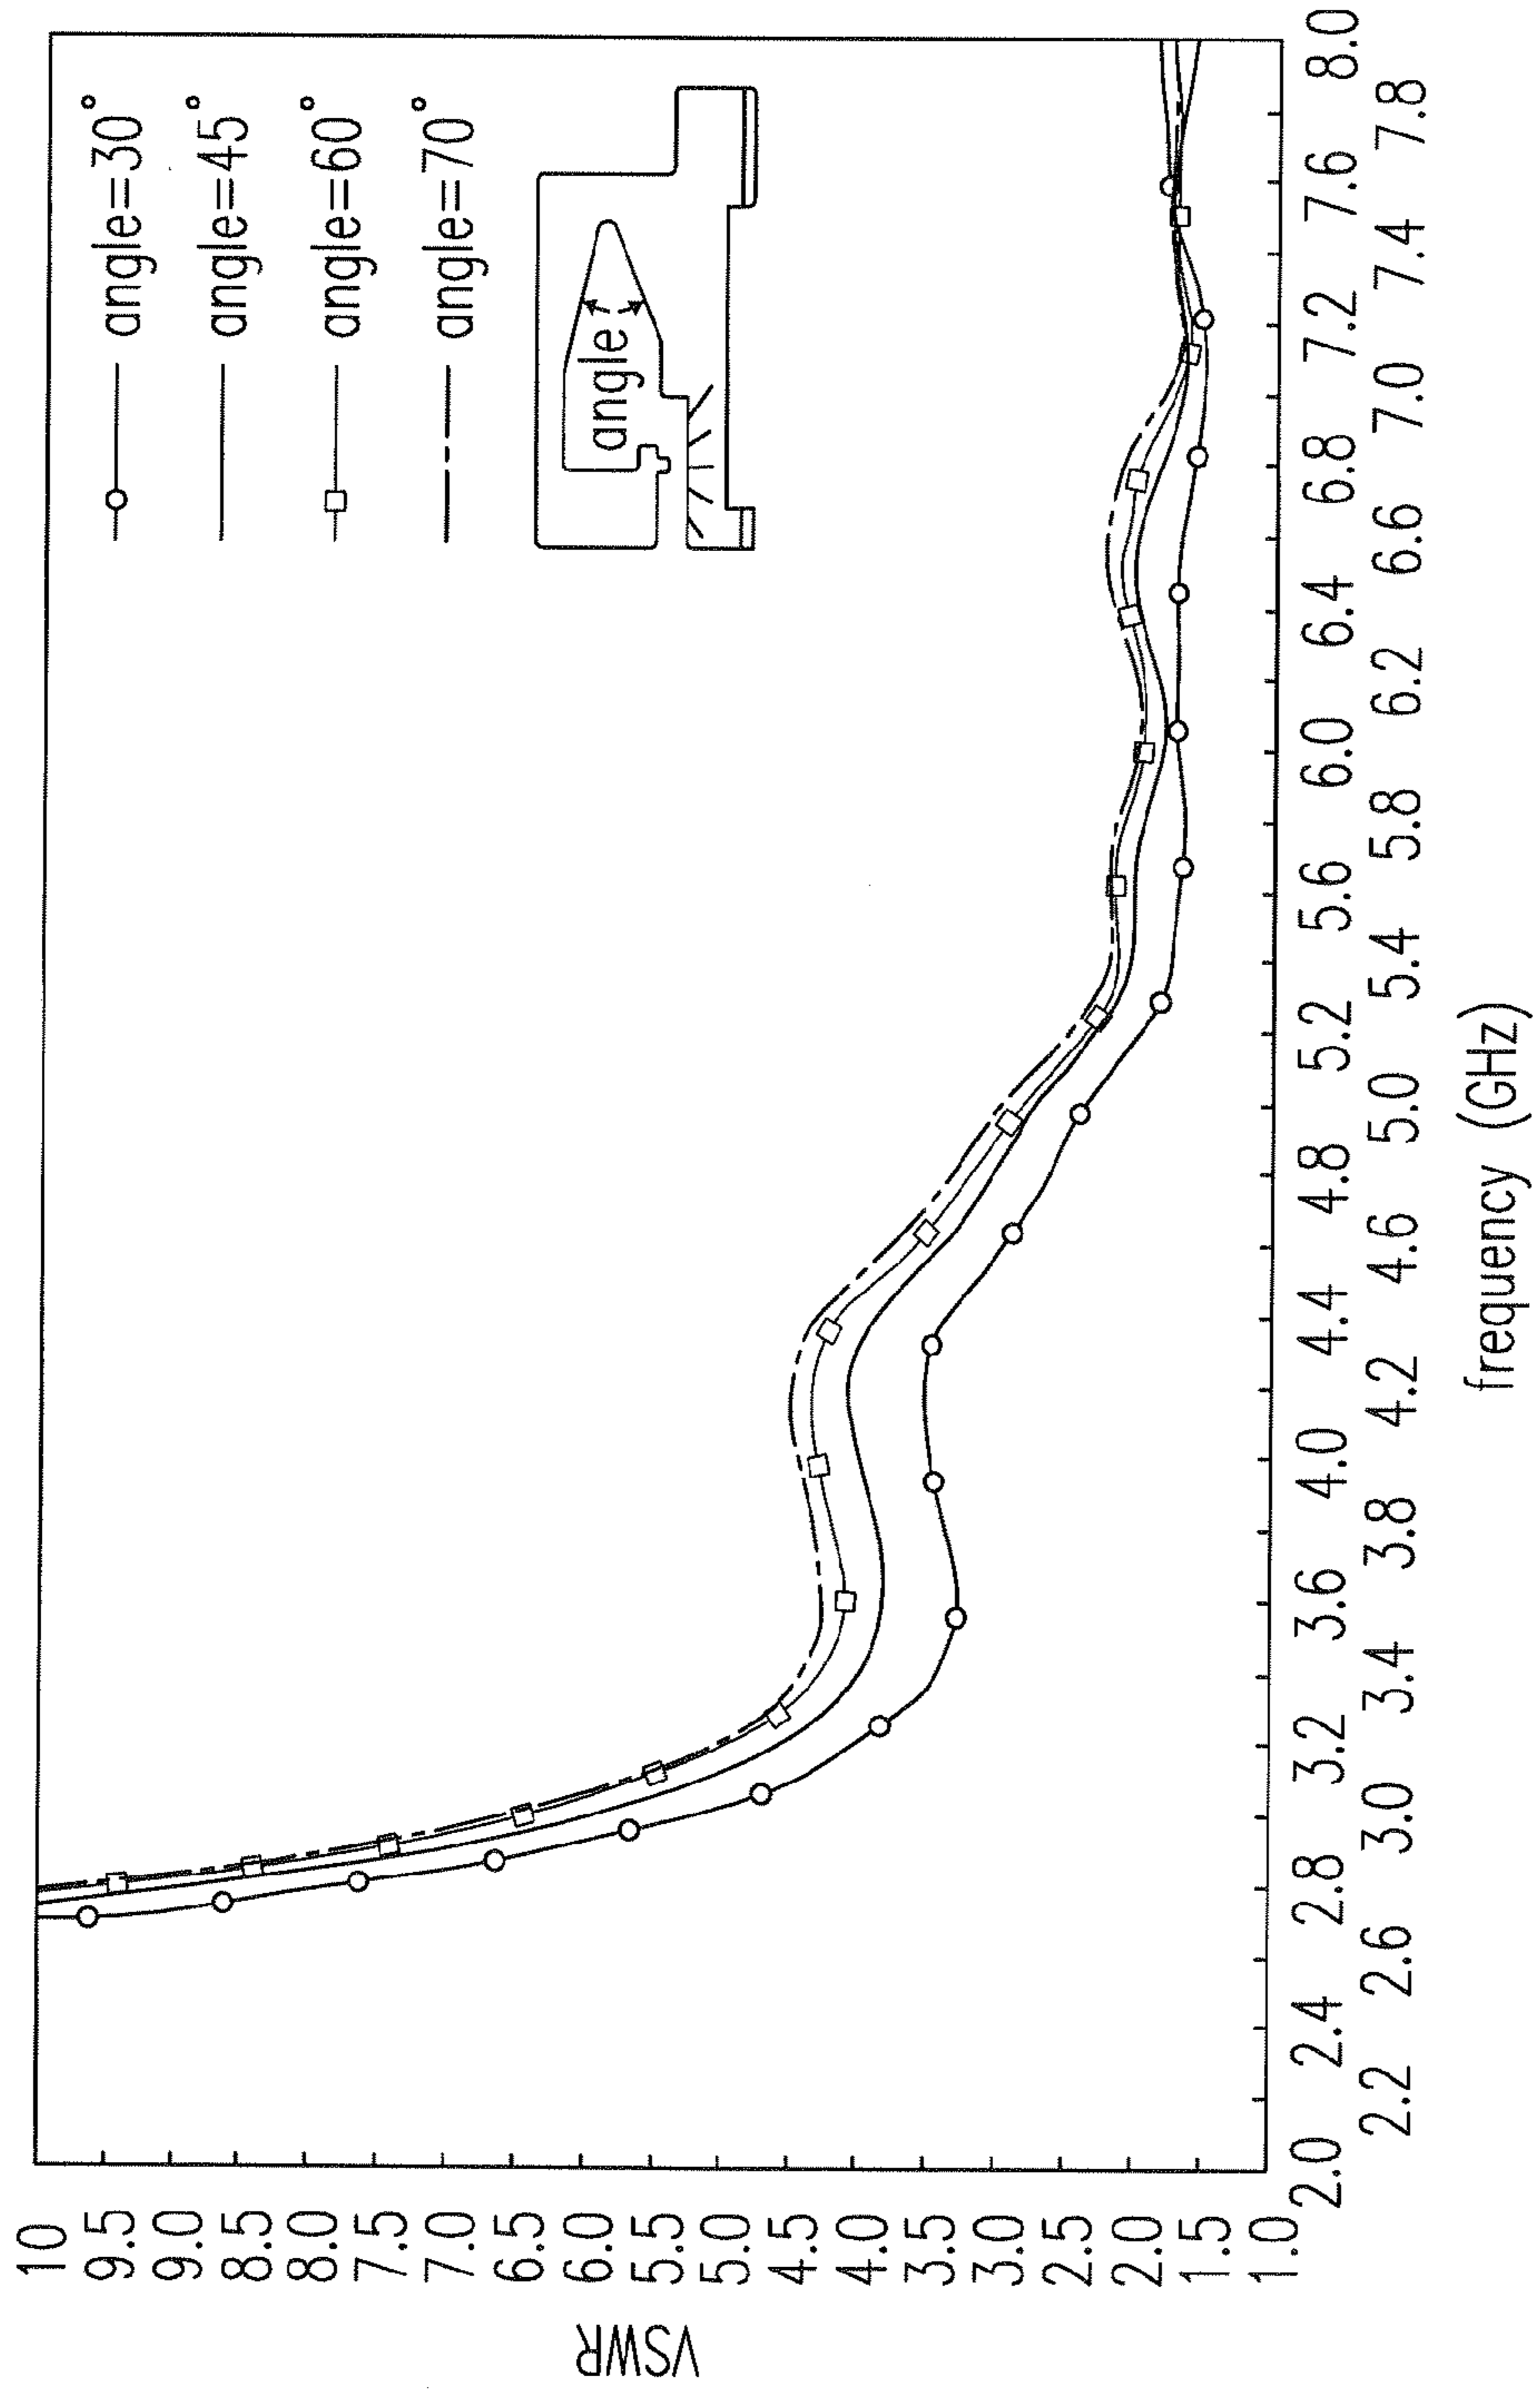 angle=30°
angle=45°
angle=60°
angle=70°
angle
VSWR
10
9.5
9.0
8.5
8.0
7.5
7.0
6.5
6.0
5.5
5.0
4.5
4.0
3.5
3.0
2.5
2.0
1.5
1.0
2.0 2.4 2.8 3.2 3.6 4.0 4.4 4.8 5.2 5.6 6.0 6.4 6.8 7.2 7.6 8.0
2.2 2.6 3.0 3.4 3.8 4.2 4.6 5.0 5.4 5.8 6.2 6.6 7.0 7.4 7.8
frequency (GHz)